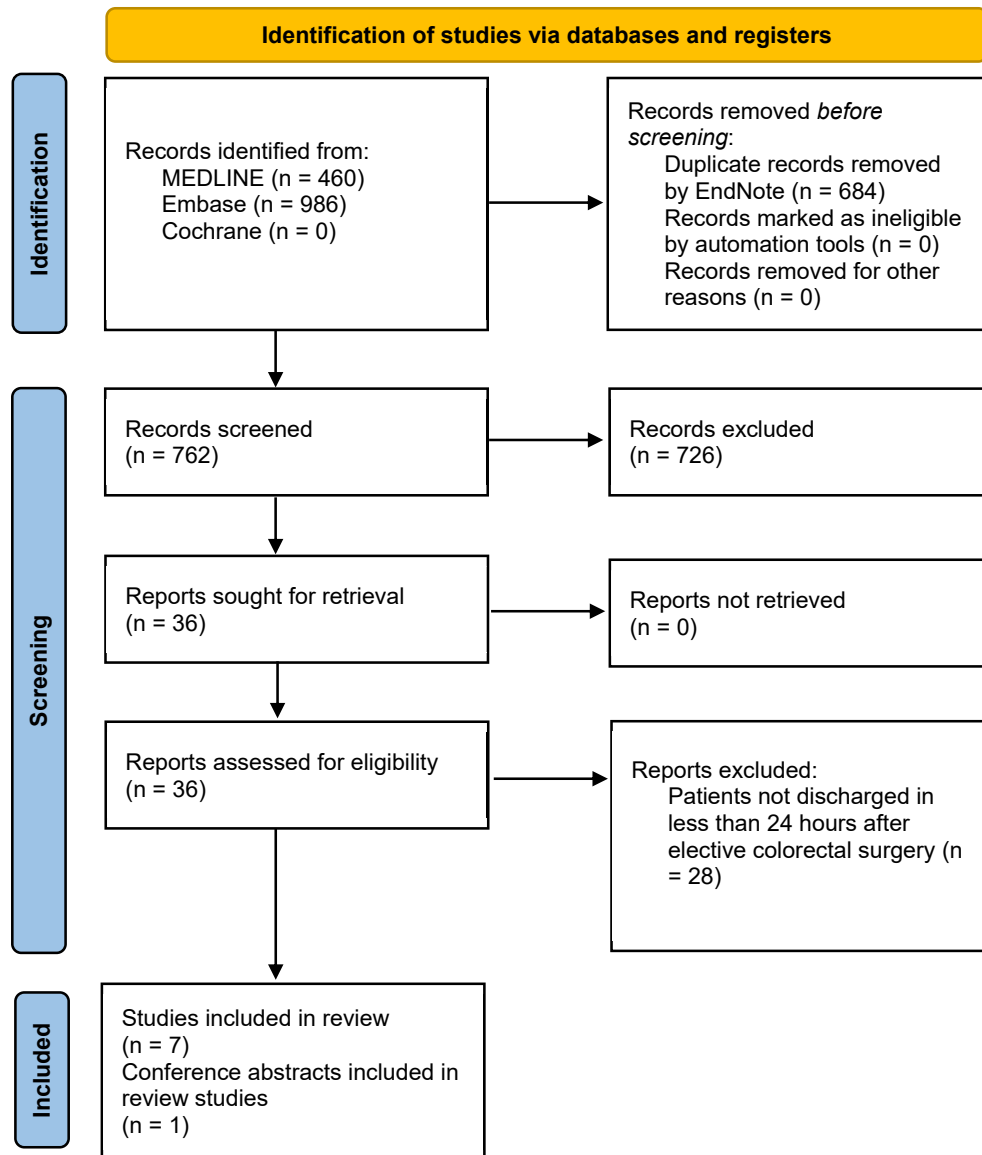 Identification of studies via databases and registers
Identification
Records identified from:
MEDLINE (n = 460)
Embase (n = 986)
Cochrane (n = 0)
Records removed before
screening:
Duplicate records removed
by EndNote (n = 684)
Records marked as ineligible
by automation tools (n = 0)
Records removed for other
reasons (n = 0)
Screening
Records screened
(n = 762)
Records excluded
(n = 726)
Reports sought for retrieval
(n = 36)
Reports not retrieved
(n = 0)
Reports assessed for eligibility
(n = 36)
Reports excluded:
Patients not discharged in
less than 24 hours after
elective colorectal surgery (n
= 28)
Included
Studies included in review
(n = 7)
Conference abstracts included in
review studies
(n = 1)